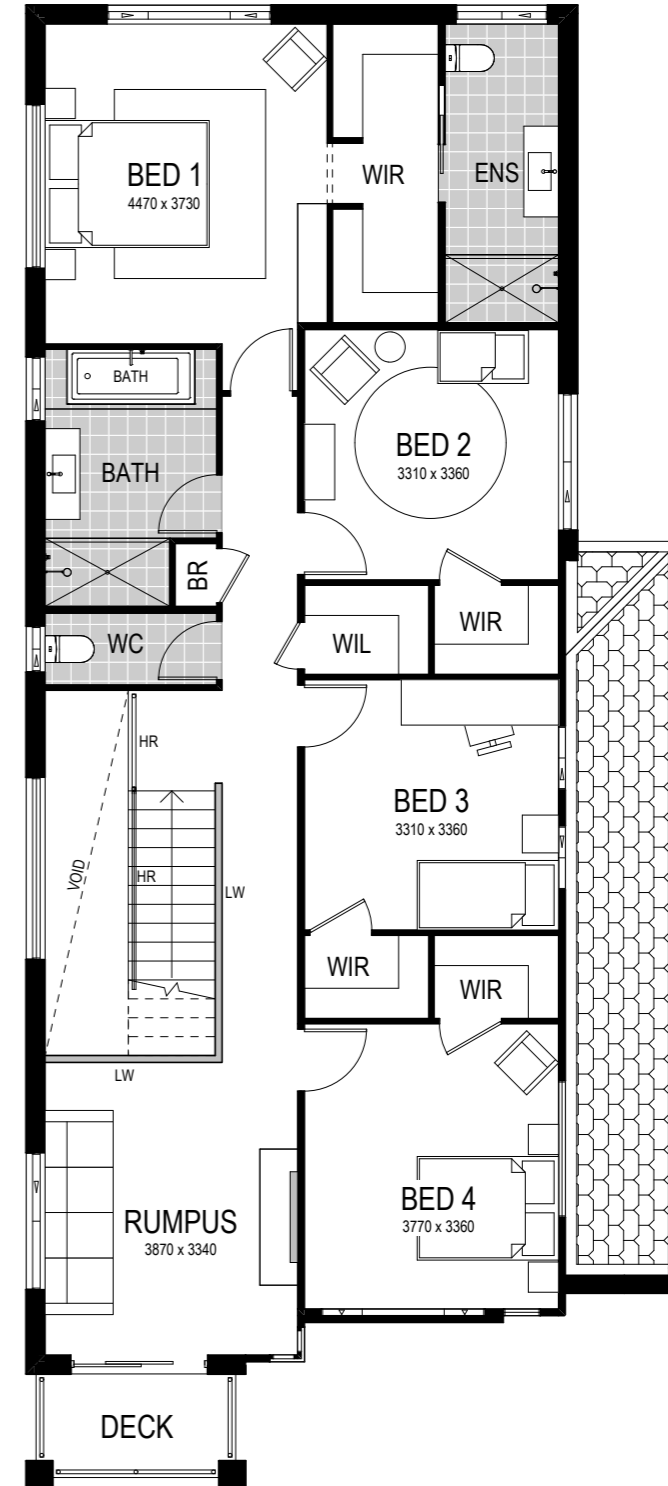 BED 1
4470 x 3730
WIR
ENS
BATH
BATH
BED 2
3310 x 3360
BR
WC
WIL
WIR
HR
BED 3
3310 x 3360
VOID
HR
LW
WIR
WIR
LW
RUMPUS
3870 x 3340
BED 4
3770 x 3360
DECK